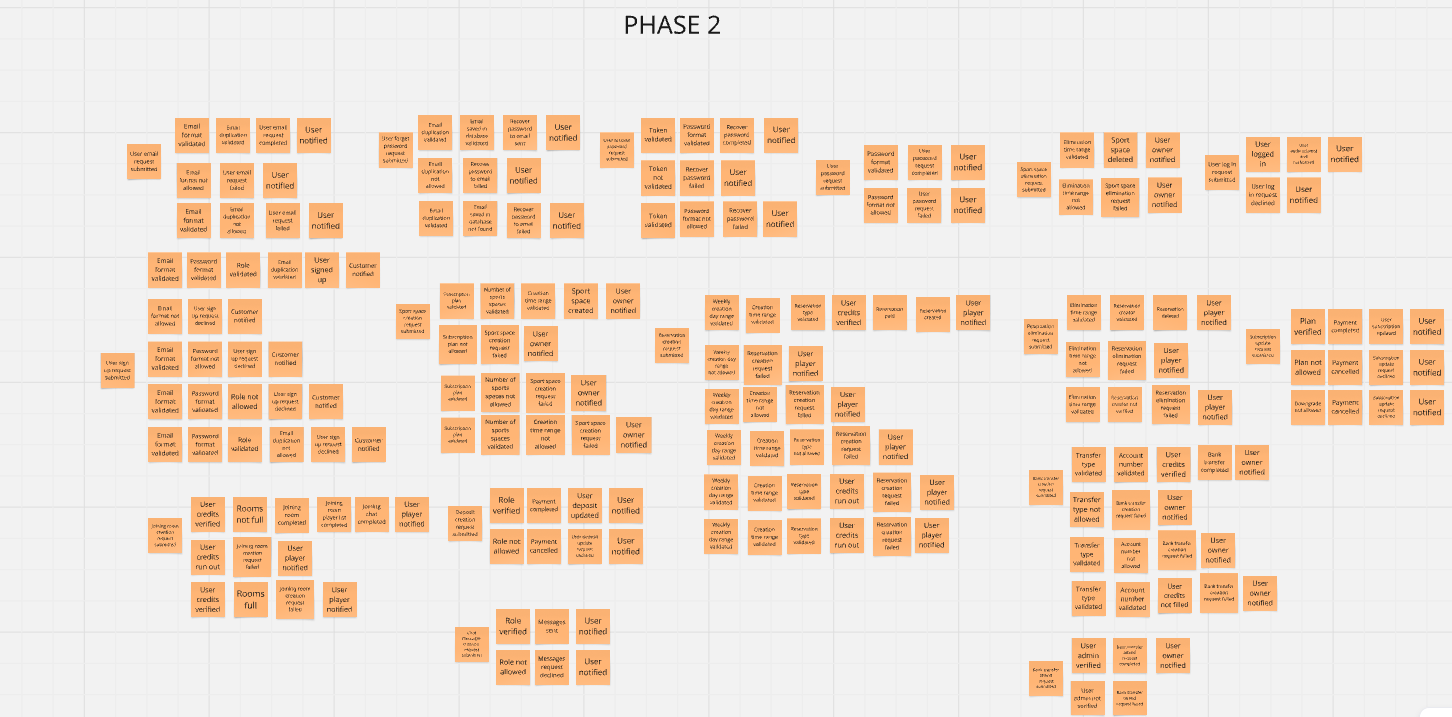 PHASE 2
User email request submitted
Email format validated
Email duplication validated
User email request completed
User notified
Email format not allowed
User email request failed
User notified
Email format validated
Email duplication not allowed
User email request failed
User notified
User forgot password request submitted
Email duplication validated
Email saved in database validated
Recover password to email sent
User notified
Email duplication not allowed
Recover password to email failed
User notified
Email duplication validated
Email saved in database not found
Recover password to email failed
User notified
password request submitted
Token validated
Password format validated
Recover password completed
User notified
Token not validated
Recover password failed
User notified
Token validated
Password format not allowed
Recover password failed
User notified
User password request submitted
Password format validated
User password request completed
User notified
Password format not allowed
User password request failed
User notified
Sport space elimination request submitted
Elimination time range validated
Sport space deleted
User owner notified
Elimination time range not allowed
Sport space elimination request failed
User owner notified
User log in request submitted
User logged in
User notified
User log in request declined
User notified
User sign up request submitted
Email format validated
Password format validated
Role validated
Email duplication validated
User signed up
Customer notified
Email format not allowed
User sign up request declined
Customer notified
Email format validated
Password format not allowed
User sign up request declined
Customer notified
Email format validated
Password format validated
Role not allowed
User sign up request declined
Customer notified
Email format validated
Password format validated
Role validated
Email duplication not allowed
User sign up request declined
Customer notified
Sport space creation request submitted
Subscription plan validated
Number of sports spaces validated
Creation time range validated
Sport space created
User owner notified
Subscription plan not allowed
Sport space creation request failed
User owner notified
Subscription plan validated
Number of sports spaces not allowed
Sport space creation request failed
User owner notified
Subscription plan validated
Number of sports spaces validated
Creation time range not allowed
Sport space creation request failed
User owner notified
Reservation creation request submitted
Weekly creation day range validated
Creation time range validated
Reservation type validated
User credits verified
Reservation paid
Reservation created
User player notified
Weekly creation day range not allowed
Reservation creation request failed
User player notified
Weekly creation day range validated
Creation time range not allowed
Reservation creation request failed
User player notified
Weekly creation day range validated
Creation time range validated
Reservation type not allowed
Reservation creation request failed
User player notified
Weekly creation day range validated
Creation time range validated
Reservation type validated
User credits run out
Reservation creation request failed
User player notified
Weekly creation day range validated
Creation time range validated
Reservation type validated
User credits run out
Reservation quarter request failed
User player notified
Reservation elimination request submitted
Elimination time range validated
Reservation creator validated
Reservation deleted
User player notified
Elimination time range not allowed
Reservation elimination request failed
User player notified
Elimination time range validated
Reservation creator not verified
Reservation elimination request failed
User player notified
Subscription update request submitted
Plan verified
Payment completed
User subscription updated
User notified
Plan not allowed
Payment cancelled
Subscription update request declined
User notified
Downgrade not allowed
Payment cancelled
Subscription update request declined
User notified
Joining room creation request submitted
User credits verified
Rooms not full
Joining room completed
Joining room player list completed
Joining chat completed
User player notified
User credits run out
Joining room creation request failed
User player notified
User credits verified
Rooms full
Joining room creation request failed
User player notified
Deposit creation request submitted
Role verified
Payment completed
User deposit updated
User notified
Role not allowed
Payment cancelled
User deposit update request declined
User notified
Bank transfer creation request submitted
Transfer type validated
Account number validated
User credits verified
Bank transfer completed
User owner notified
Transfer type not allowed
Bank transfer creation request failed
User owner notified
Transfer type validated
Account number not allowed
Bank transfer creation request failed
User owner notified
Transfer type validated
Account number validated
User credits not filled
Bank transfer creation request failed
User owner notified
Chat message creation request submitted
Role verified
Messages sent
User notified
Role not allowed
Messages request declined
User notified
Bank transfer
request submitted
User admin verified
Bank transfer
request completed
User owner notified
User admin not verified
Bank transfer